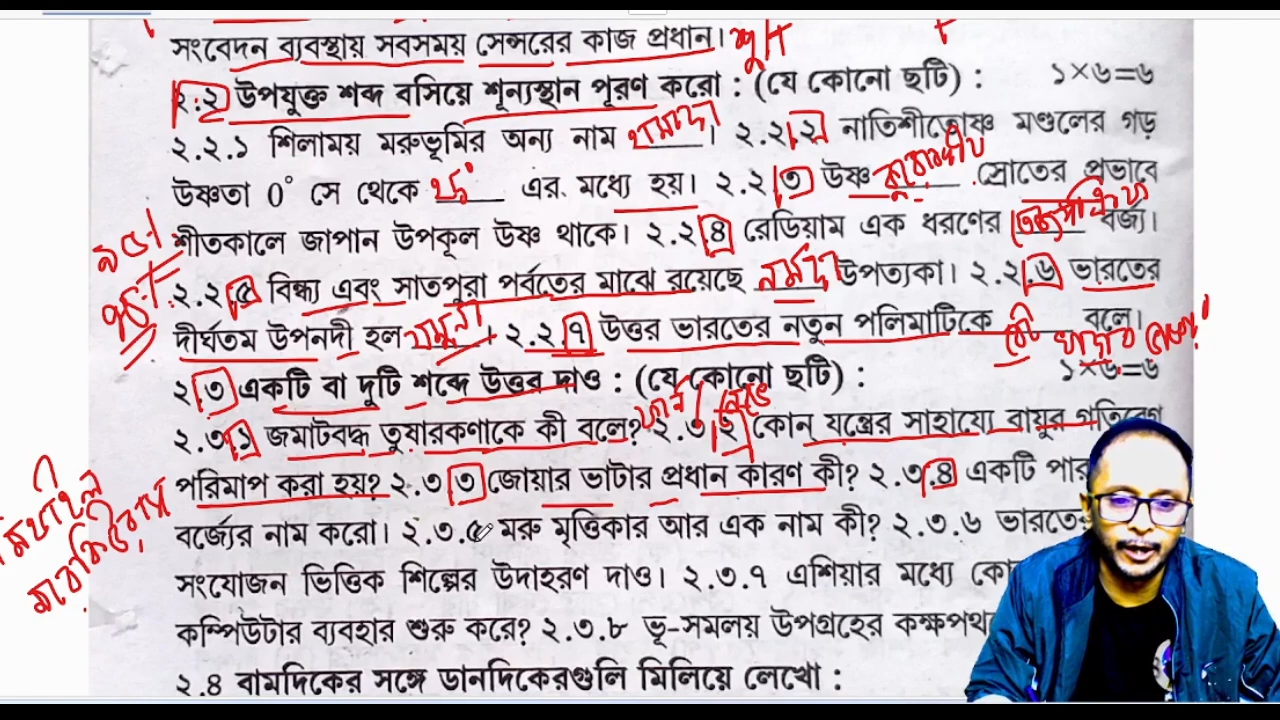 সংবেদন ব্যবস্থায় সবসময় সেন্সরের কাজ প্রধান।
২.২ উপযুক্ত শব্দ বসিয়ে শূন্যস্থান পূরণ করো : (যে কোনো ছটি) : ১×৬=৬
২.২.১ শিলাময় মরুভূমির অন্য নাম ______। ২.২.২ নাতিশীতোষ্ণ মণ্ডলের গড়
উষ্ণতা 0° সে থেকে ______ এর মধ্যে হয়। ২.২.৩ উষ্ণ ______ স্রোতের প্রভাবে
শীতকালে জাপান উপকূল উষ্ণ থাকে। ২.২.৪ রেডিয়াম এক ধরণের ______ বর্জ্য।
২.২.৫ বিন্ধ্য এবং সাতপুরা পর্বতের মাঝে রয়েছে নর্মদা উপত্যকা। ২.২.৬ ভারতের
দীর্ঘতম উপনদী হল যমুনা। ২.২.৭ উত্তর ভারতের নতুন পলিমাটিকে ______ বলে।
২.৩ একটি বা দুটি শব্দে উত্তর দাও : (যে কোনো ছটি) : ১×৬=৬
২.৩.১ জমাটবদ্ধ তুষারকণাকে কী বলে? ২.৩.২ কোন্ যন্ত্রের সাহায্যে বায়ুর গতিবেগ
পরিমাপ করা হয়? ২.৩.৩ জোয়ার ভাটার প্রধান কারণ কী? ২.৩.৪ একটি
বর্জ্যের নাম করো। ২.৩.৫ মরু মৃত্তিকার আর এক নাম কী? ২.৩.৬
সংযোজন ভিত্তিক শিল্পের উদাহরণ দাও। ২.৩.৭ এশিয়ার মধ্যে
কম্পিউটার ব্যবহার শুরু করে? ২.৩.৮ ভূ-সমলয় উপগ্রহের
২.৪ বামদিকের সঙ্গে ডানদিকেরগুলি মিলিয়ে লেখো :